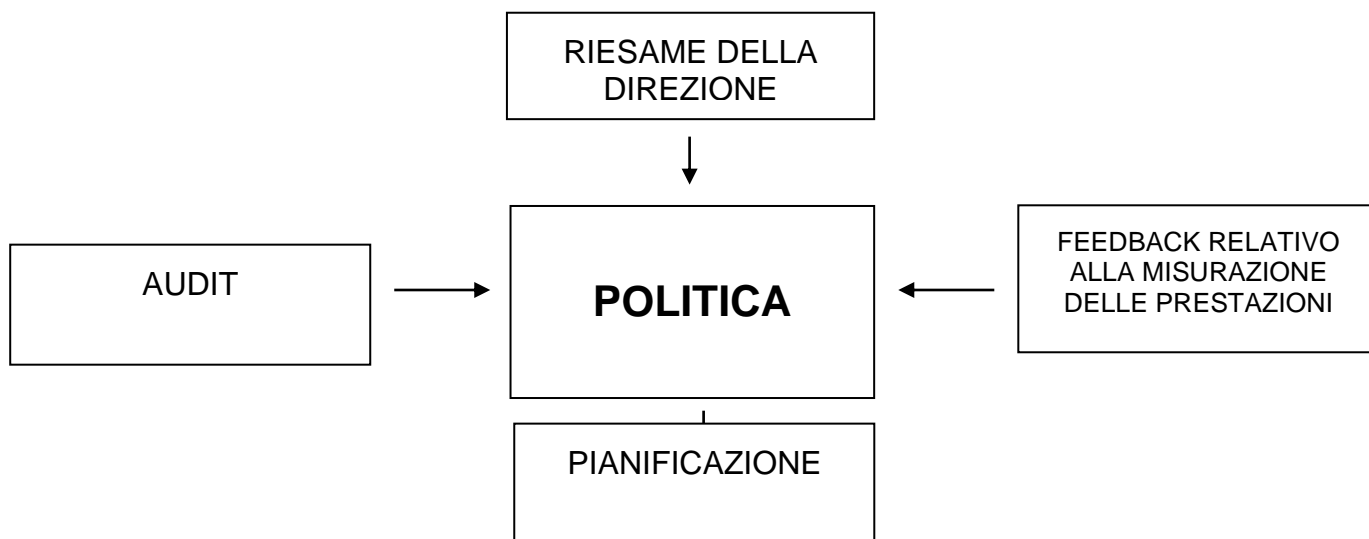 RIESAME DELLA
DIREZIONE
AUDIT
POLITICA
FEEDBACK RELATIVO
ALLA MISURAZIONE
DELLE PRESTAZIONI
PIANIFICAZIONE